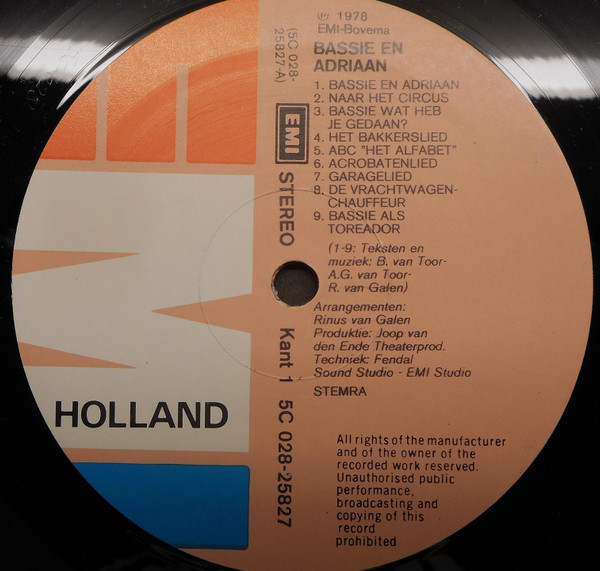 ℗ 1978
EMI-Bovema
BASSIE EN
ADRIAAN
1. BASSIE EN ADRIAAN
2. NAAR HET CIRCUS
3. BASSIE WAT HEB
JE GEDAAN?
4. HET BAKKERSLIED
5. ABC "HET ALFABET"
6. ACROBATENLIED
7. GARAGELIED
8. DE VRACHTWAGEN-
CHAUFFEUR
9. BASSIE ALS
TOREADOR
(1-9: Teksten en
muziek: B. van Toor-
A.G. van Toor-
R. van Galen)
Arrangementen:
Rinus van Galen
Produktie: Joop van
den Ende Theaterprod.
Techniek: Fendal
Sound Studio - EMI Studio
STEMRA
All rights of the manufacturer
and of the owner of the
recorded work reserved.
Unauthorised public
performance,
broadcasting and
copying of this
record
prohibited
(5C 028-
25827-A)
EMI STEREO Kant 1 5C 028-25827
HOLLAND